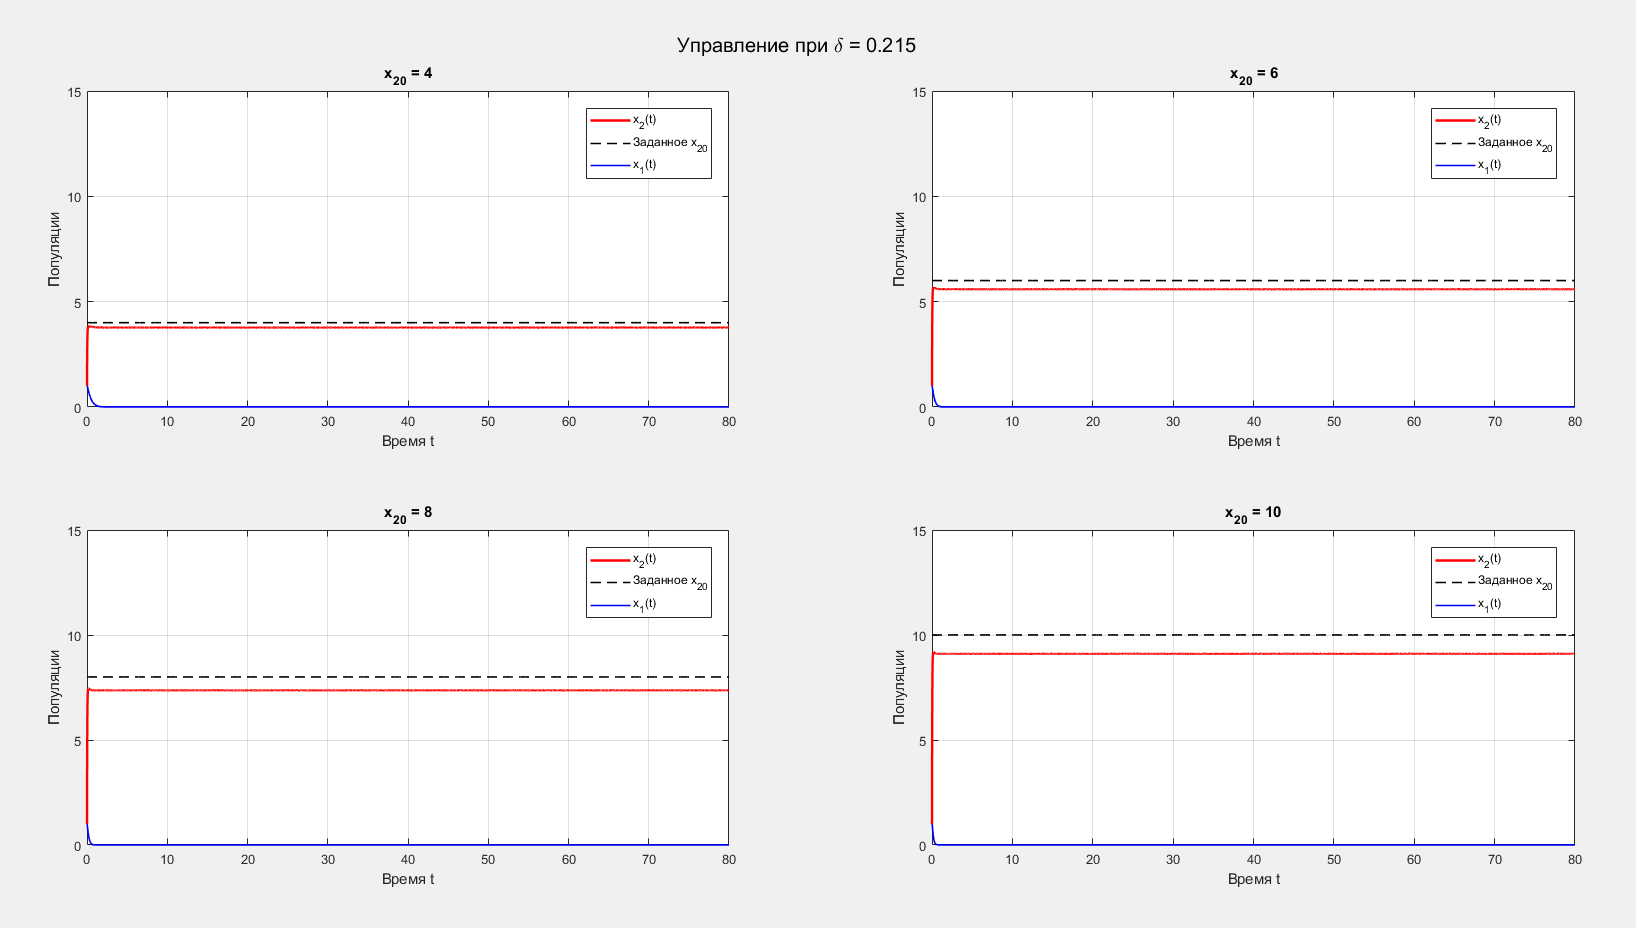 Управление при δ = 0.215
x20 = 4
15
10
5
0
Популяции
x2(t)
Заданное x20
x1(t)
0 10 20 30 40 50 60 70 80
Время t
x20 = 6
15
10
5
0
Популяции
x2(t)
Заданное x20
x1(t)
0 10 20 30 40 50 60 70 80
Время t
x20 = 8
15
10
5
0
Популяции
x2(t)
Заданное x20
x1(t)
0 10 20 30 40 50 60 70 80
Время t
x20 = 10
15
10
5
0
Популяции
x2(t)
Заданное x20
x1(t)
0 10 20 30 40 50 60 70 80
Время t